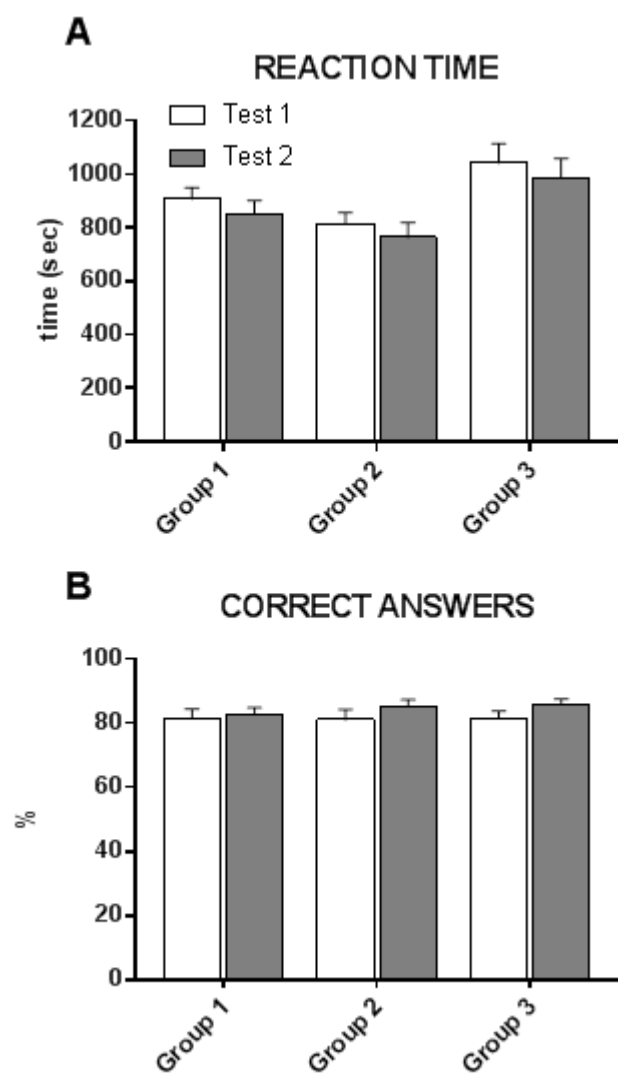 A
REACTION TIME
Test 1
Test 2
time (sec)
1200
1000
800
600
400
200
0
Group 1
Group 2
Group 3
B
CORRECT ANSWERS
%
100
80
60
40
20
0
Group 1
Group 2
Group 3